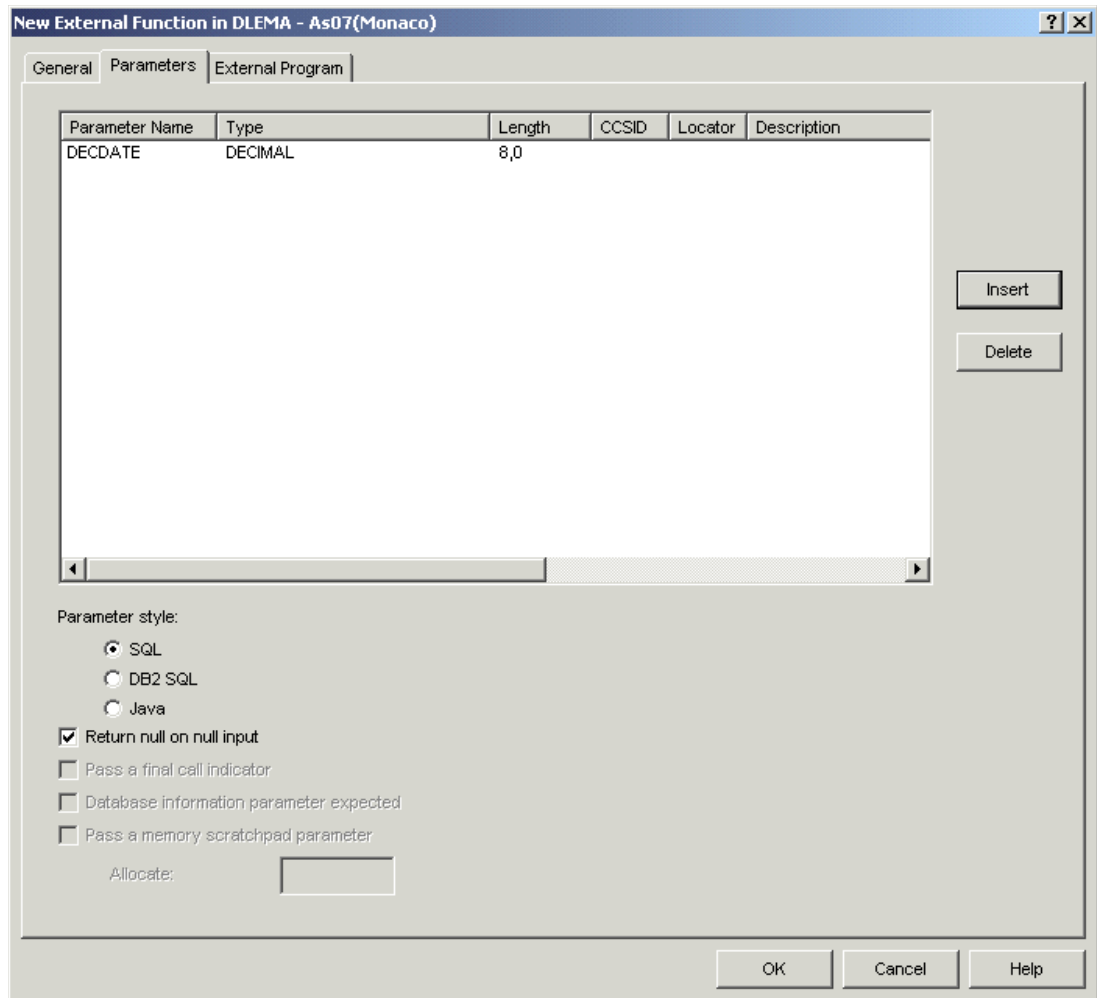 New External Function in DLEMA - As07(Monaco)
General Parameters External Program
Parameter Name Type Length CCSID Locator Description
DECDATE DECIMAL 8,0
Insert
Delete
Parameter style:
SQL
DB2 SQL
Java
Return null on null input
Pass a final call indicator
Database information parameter expected
Pass a memory scratchpad parameter
Allocate:
OK Cancel Help